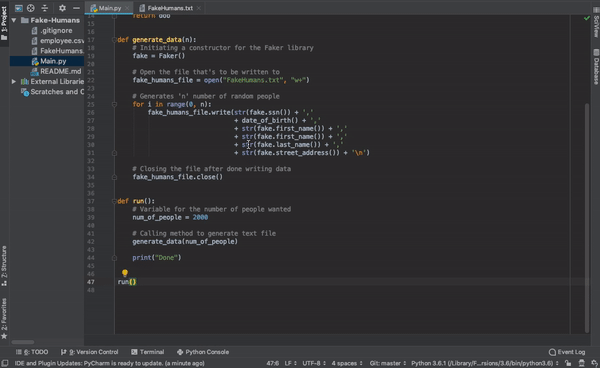 Main.py
FakeHumans.txt
1: Project
Fake-Humans
.gitignore
employee.csv
FakeHumans
Main.py
README.md
External Librarie
Scratches and C
14 return dob
15
16
17 def generate_data(n):
18 # Initiating a constructor for the Faker library
19 fake = Faker()
20
21 # Open the file that's to be written to
22 fake_humans_file = open("FakeHumans.txt", "w+")
23
24 # Generates 'n' number of random people
25 for i in range(0, n):
26 fake_humans_file.write(str(fake.ssn()) + ','
27 + date_of_birth() + ','
28 + str(fake.first_name()) + ','
29 + str(fake.first_name()) + ','
30 + str(fake.last_name()) + ','
31 + str(fake.street_address()) + '\n')
32
33 # Closing the file after done writing data
34 fake_humans_file.close()
35
36
37 def run():
38 # Variable for the number of people wanted
39 num_of_people = 2000
40
41 # Calling method to generate text file
42 generate_data(num_of_people)
43
44 print("Done")
45
46
47 run()
48
SciView
Database
Z: Structure
2: Favorites
6: TODO
9: Version Control
Terminal
Python Console
Event Log
IDE and Plugin Updates: PyCharm is ready to update. (a minute ago)
47:6 LF UTF-8 4 spaces Git: master Python 3.6.1 (/Library/F...rsions/3.6/bin/python3.6)